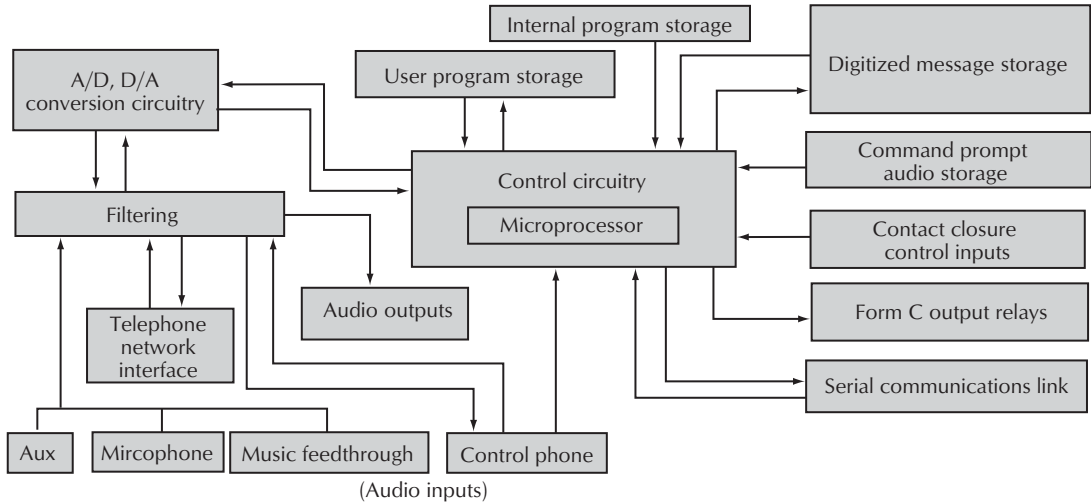 Internal program storage
User program storage
A/D, D/A
conversion circuitry
Digitized message storage
Command prompt
audio storage
Control circuitry
Microprocessor
Filtering
Contact closure
control inputs
Audio outputs
Form C output relays
Telephone
network
interface
Serial communications link
Aux
Mircophone
Music feedthrough
Control phone
(Audio inputs)